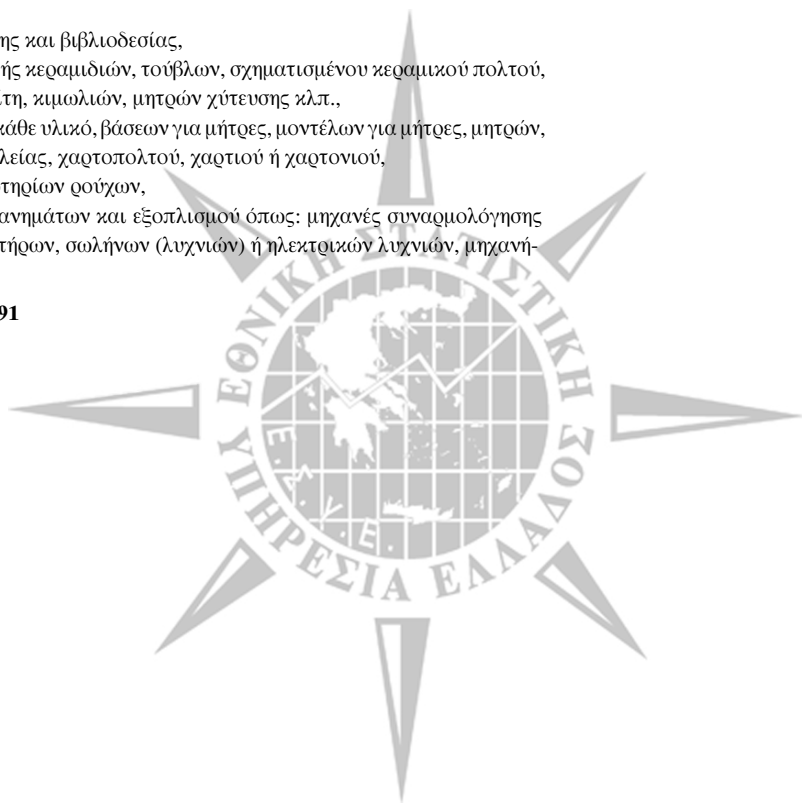 ης και βιβλιοδεσίας,
ής κεραμιδιών, τούβλων, σχηματισμένου κεραμικού πολτού,
ίτη, κιμωλιών, μητρών χύτευσης κλπ.,
κάθε υλικό, βάσεων για μήτρες, μοντέλων για μήτρες, μητρών,
λείας, χαρτοπολτού, χαρτιού ή χαρτονιού,
στηρίων ρούχων,
ανημάτων και εξοπλισμού όπως: μηχανές συναρμολόγησης
τήρων, σωλήνων (λυχνιών) ή ηλεκτρικών λυχνιών, μηχανή-
91
ΕΘΝΙΚΗ ΣΤΑΤΙΣΤΙΚΗ
ΥΠΗΡΕΣΙΑ ΕΛΛΑΔΟΣ
Ε.Σ.Υ.Ε.